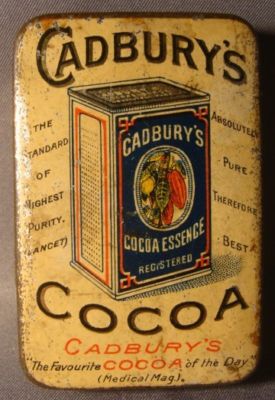 CADBURY'S
THE
STANDARD
OF
HIGHEST
PURITY.
(LANCET)
CADBURY'S
COCOA ESSENCE
REGISTERED
ABSOLUTELY
PURE
THEREFORE
BEST
COCOA
CADBURY'S
"The Favourite COCOA of the Day"
(Medical Mag).